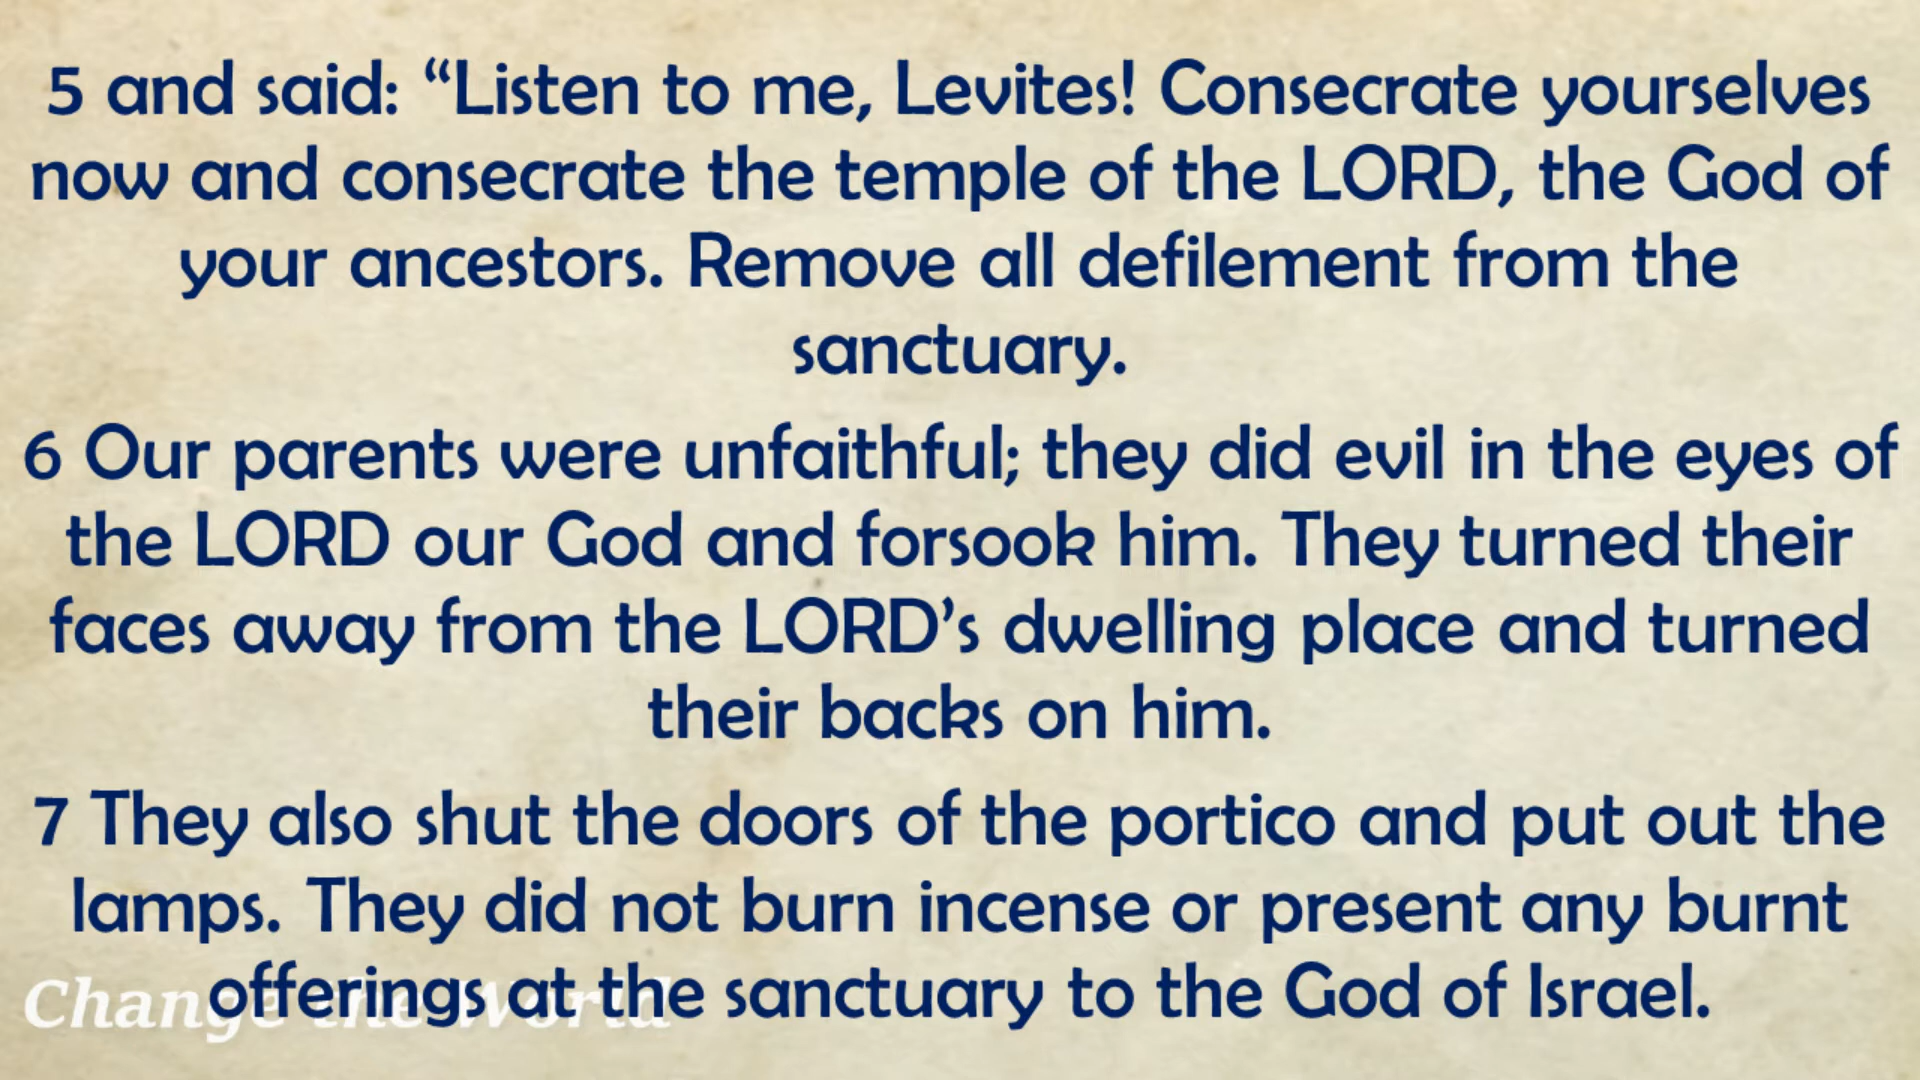 5 and said: “Listen to me, Levites! Consecrate yourselves
now and consecrate the temple of the LORD, the God of
your ancestors. Remove all defilement from the
sanctuary.
6 Our parents were unfaithful; they did evil in the eyes of
the LORD our God and forsook him. They turned their
faces away from the LORD’s dwelling place and turned
their backs on him.
7 They also shut the doors of the portico and put out the
lamps. They did not burn incense or present any burnt
offerings at the sanctuary to the God of Israel.
Change the World